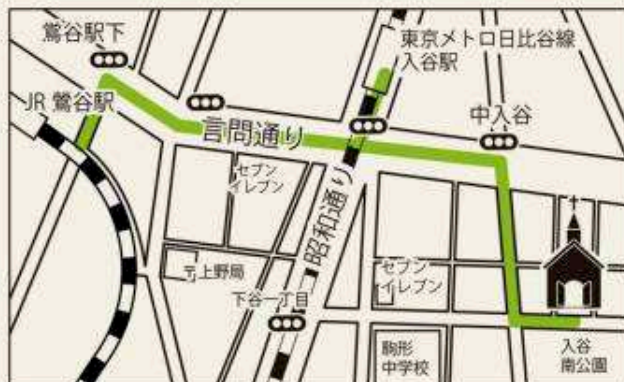 鴬谷駅下
東京メトロ日比谷線
入谷駅
JR 鶯谷駅
中入谷
言問通り
セブン
イレブン
昭和通り
〒上野局
セブン
イレブン
下谷一丁目
駒形
中学校
入谷
南公園